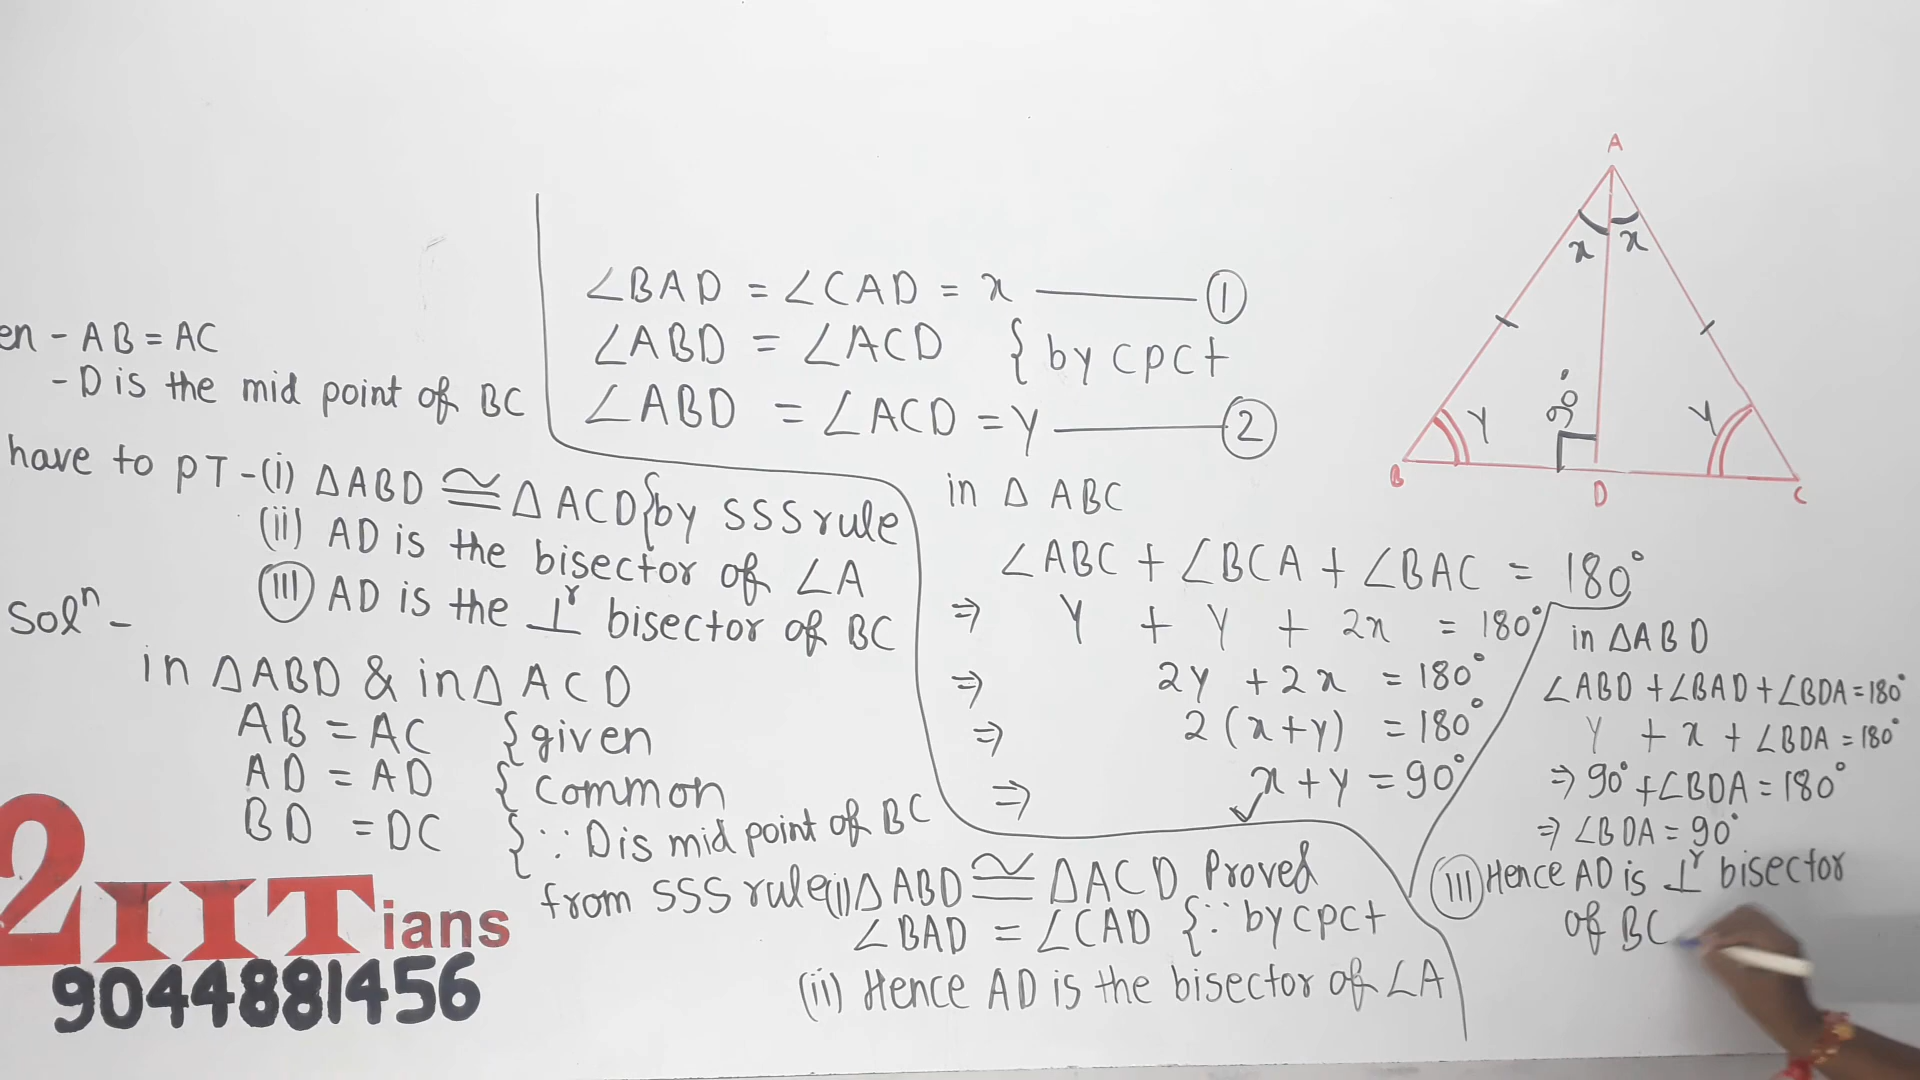 en - AB = AC
- D is the mid point of BC
have to PT - (i) ΔABD ≅ ΔACD {by SSS rule
(ii) AD is the bisector of ∠A
(III) AD is the ⊥r bisector of BC
Solⁿ -
in ΔABD & in ΔACD
AB = AC {given
AD = AD {common
BD = DC {∵ D is mid point of BC
from SSS rule (i) ΔABD ≅ ΔACD Proved
∠BAD = ∠CAD {∵ by cpct
(ii) Hence AD is the bisector of ∠A
∠BAD = ∠CAD = x —— ①
∠ABD = ∠ACD {by cpct
∠ABD = ∠ACD = y —— ②
in Δ ABC
∠ABC + ∠BCA + ∠BAC = 180°
⇒ y + y + 2x = 180°
⇒ 2y + 2x = 180°
⇒ 2(x+y) = 180°
⇒ x + y = 90°
in ΔABD
∠ABD + ∠BAD + ∠BDA = 180°
y + x + ∠BDA = 180°
⇒ 90° + ∠BDA = 180°
⇒ ∠BDA = 90°
(III) Hence AD is ⊥r bisector
of BC
A
x x
90°
y y
B D C
2IITians
9044881456